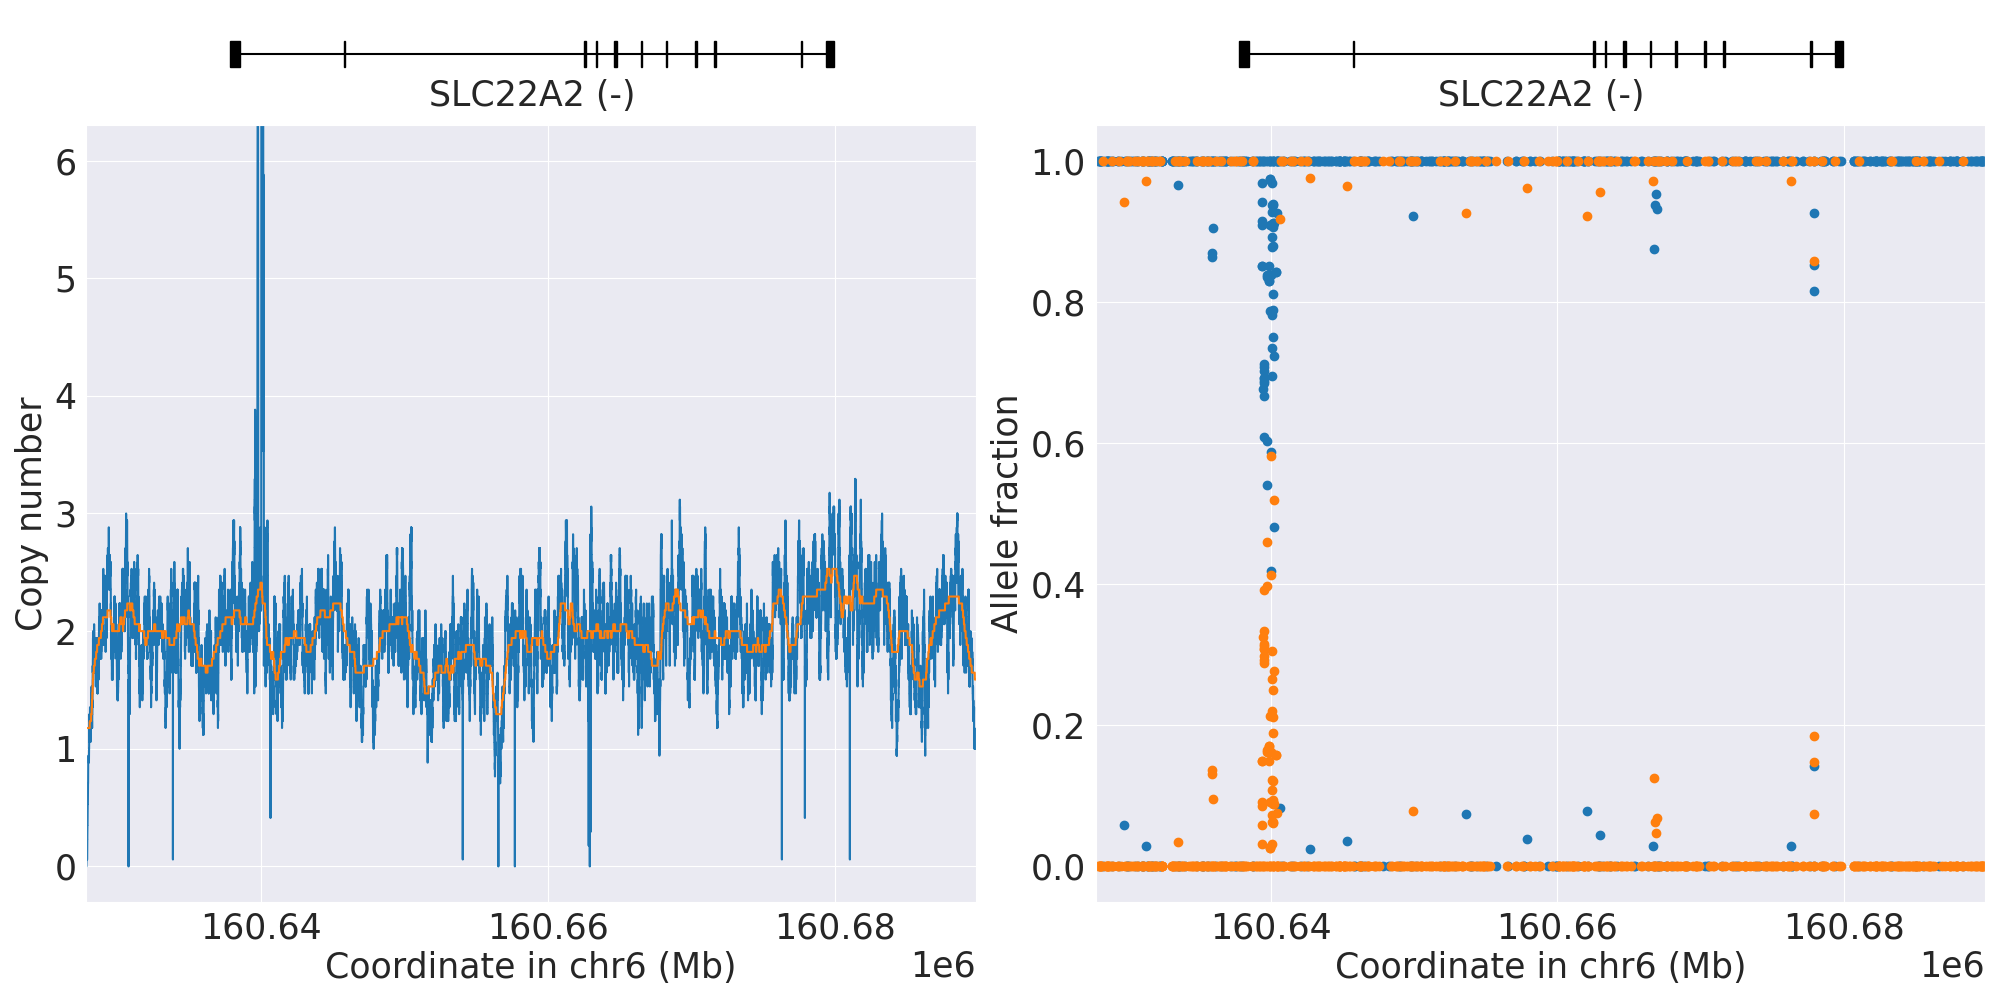 SLC22A2 (-)
6
5
4
3
2
1
0
Copy number
160.64
160.66
160.68
Coordinate in chr6 (Mb)
1e6
SLC22A2 (-)
1.0
0.8
0.6
0.4
0.2
0.0
Allele fraction
160.64
160.66
160.68
Coordinate in chr6 (Mb)
1e6